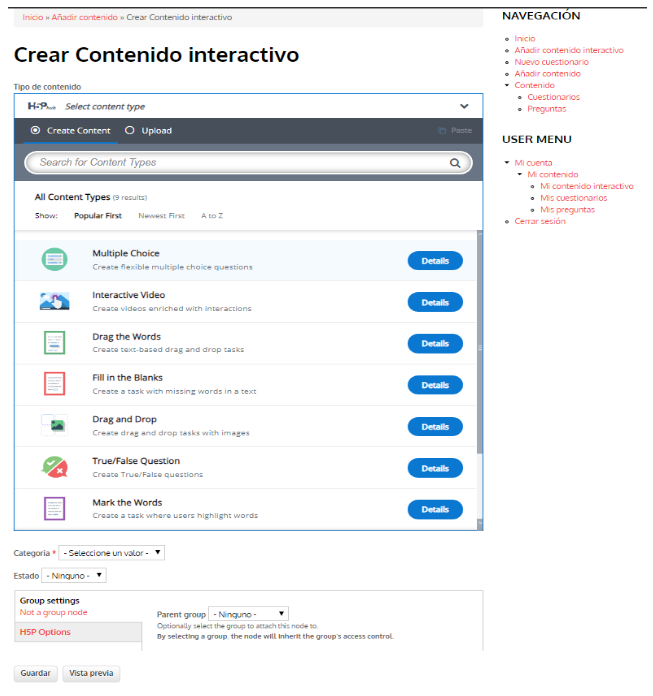 Inicio » Añadir contenido » Crear Contenido interactivo
Crear Contenido interactivo
Tipo de contenido
H5P hub Select content type
Create Content Upload Paste
Search for Content Types
All Content Types (9 results)
Show: Popular First Newest First A to Z
Multiple Choice
Create flexible multiple choice questions
Details
Interactive Video
Create videos enriched with interactions
Details
Drag the Words
Create text-based drag and drop tasks
Details
Fill in the Blanks
Create a task with missing words in a text
Details
Drag and Drop
Create drag and drop tasks with images
Details
True/False Question
Create True/False questions
Details
Mark the Words
Create a task where users highlight words
Details
Categoria * - Seleccione un valor -
Estado - Ninguno -
Group settings
Not a group node
H5P Options
Parent group - Ninguno -
Optionally select the group to attach this node to.
By selecting a group, the node will inherit the group's access control.
Guardar Vista previa
NAVEGACIÓN
Inicio
Añadir contenido interactivo
Nuevo cuestionario
Añadir contenido
Contenido
Cuestionarios
Preguntas
USER MENU
Mi cuenta
Mi contenido
Mi contenido interactivo
Mis cuestionarios
Mis preguntas
Cerrar sesión